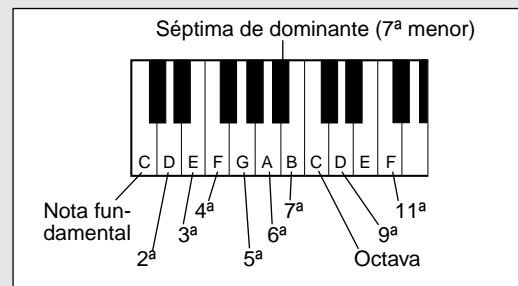 Séptima de dominante (7ª menor)
C D E F G A B C D E F
Nota fun-
damental
2ª
3ª
4ª
5ª
6ª
7ª
Octava
9ª
11ª